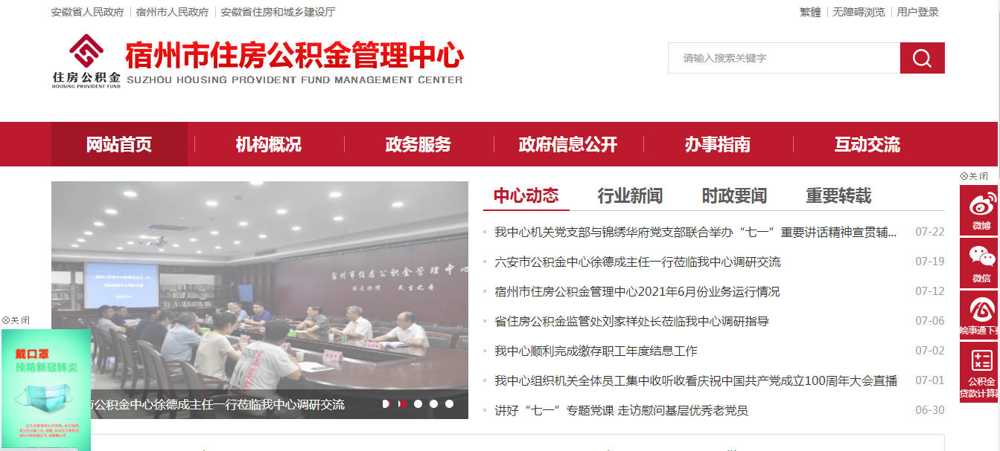 安徽省人民政府 宿州市人民政府 安徽省住房和城乡建设厅
繁體 无障碍浏览 用户登录
住房公积金
HOUSING PROVIDENT FUND
宿州市住房公积金管理中心
SUZHOU HOUSING PROVIDENT FUND MANAGEMENT CENTER
请输入搜索关键字
网站首页 机构概况 政务服务 政府信息公开 办事指南 互动交流
宿州市住房公积金管理中心
公积金中心徐德成主任一行莅临我中心调研交流
中心动态 行业新闻 时政要闻 重要转载
我中心机关党支部与锦绣华府党支部联合举办“七一”重要讲话精神宣贯辅... 07-22
六安市公积金中心徐德成主任一行莅临我中心调研交流 07-19
宿州市住房公积金管理中心2021年6月份业务运行情况 07-12
省住房公积金监管处刘家祥处长莅临我中心调研指导 07-06
我中心顺利完成缴存职工年度结息工作 07-02
我中心组织机关全体员工集中收听收看庆祝中国共产党成立100周年大会直播 07-01
讲好“七一”专题党课 走访慰问基层优秀老党员 06-30
关闭
戴口罩
预防新冠肺炎
关闭
微博
微信
皖事通下
公积金
贷款计算